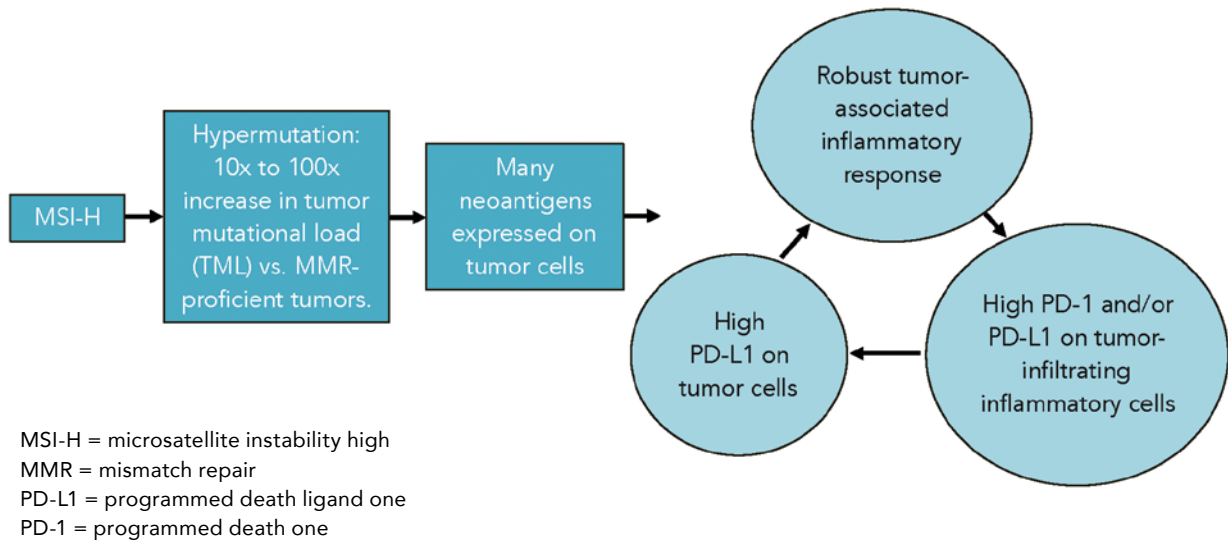 MSI-H
Hypermutation:
10x to 100x
increase in tumor
mutational load
(TML) vs. MMR-
proficient tumors.
Many
neoantigens
expressed on
tumor cells
Robust tumor-
associated
inflammatory
response
High PD-1 and/or
PD-L1 on tumor-
infiltrating
inflammatory cells
High
PD-L1 on
tumor cells
MSI-H = microsatellite instability high
MMR = mismatch repair
PD-L1 = programmed death ligand one
PD-1 = programmed death one